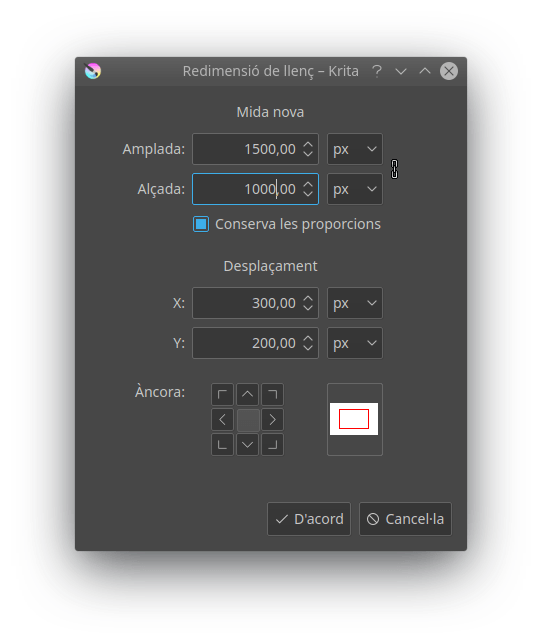 Redimensió de llenç – Krita
Mida nova
Amplada: 1500,00 px
Alçada: 1000,00 px
Conserva les proporcions
Desplaçament
X: 300,00 px
Y: 200,00 px
Àncora:
D'acord Cancel·la